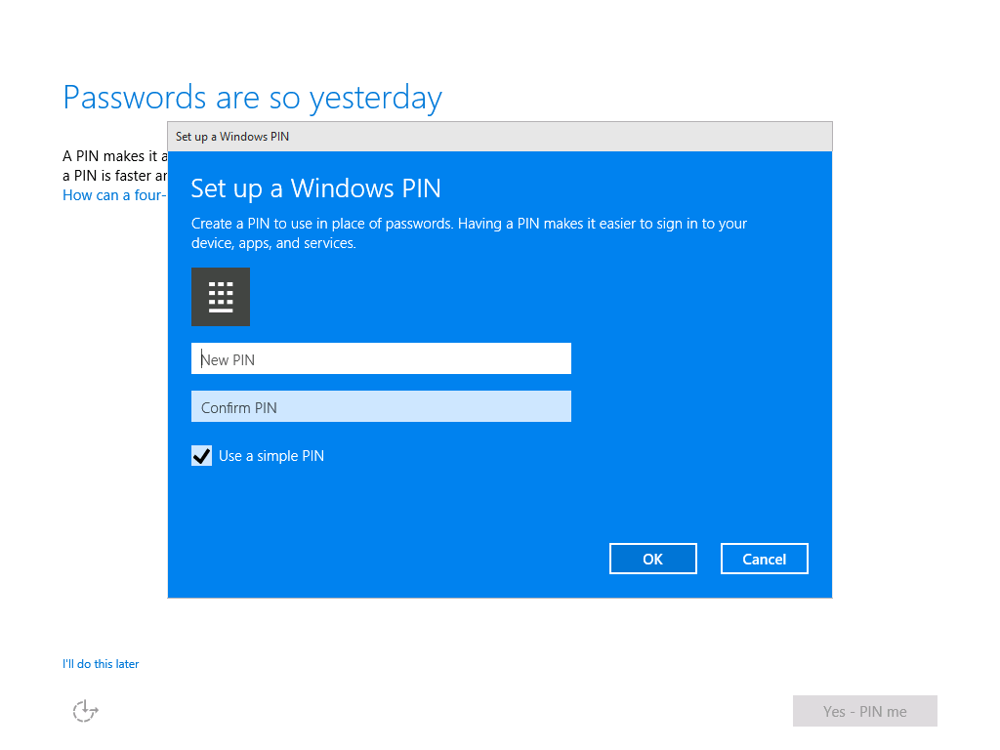 Passwords are so yesterday
Set up a Windows PIN
A PIN makes it a
a PIN is faster ar
How can a four-
Set up a Windows PIN
Create a PIN to use in place of passwords. Having a PIN makes it easier to sign in to your
device, apps, and services.
New PIN
Confirm PIN
Use a simple PIN
OK
Cancel
I'll do this later
Yes - PIN me